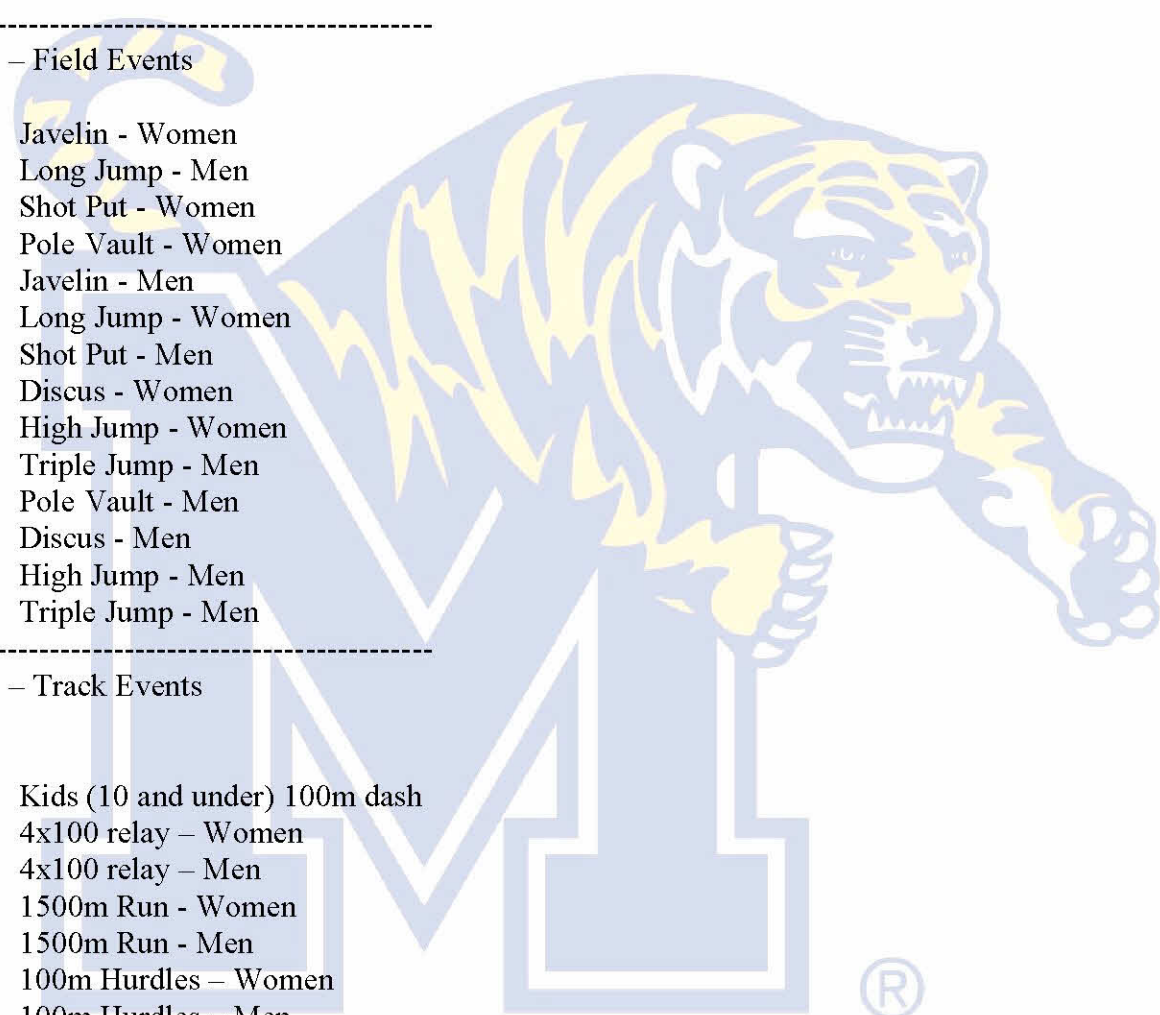 – Field Events
Javelin - Women
Long Jump - Men
Shot Put - Women
Pole Vault - Women
Javelin - Men
Long Jump - Women
Shot Put - Men
Discus - Women
High Jump - Women
Triple Jump - Men
Pole Vault - Men
Discus - Men
High Jump - Men
Triple Jump - Men
– Track Events
Kids (10 and under) 100m dash
4x100 relay – Women
4x100 relay – Men
1500m Run - Women
1500m Run - Men
100m Hurdles – Women
100m Hurdles – Men
M
®